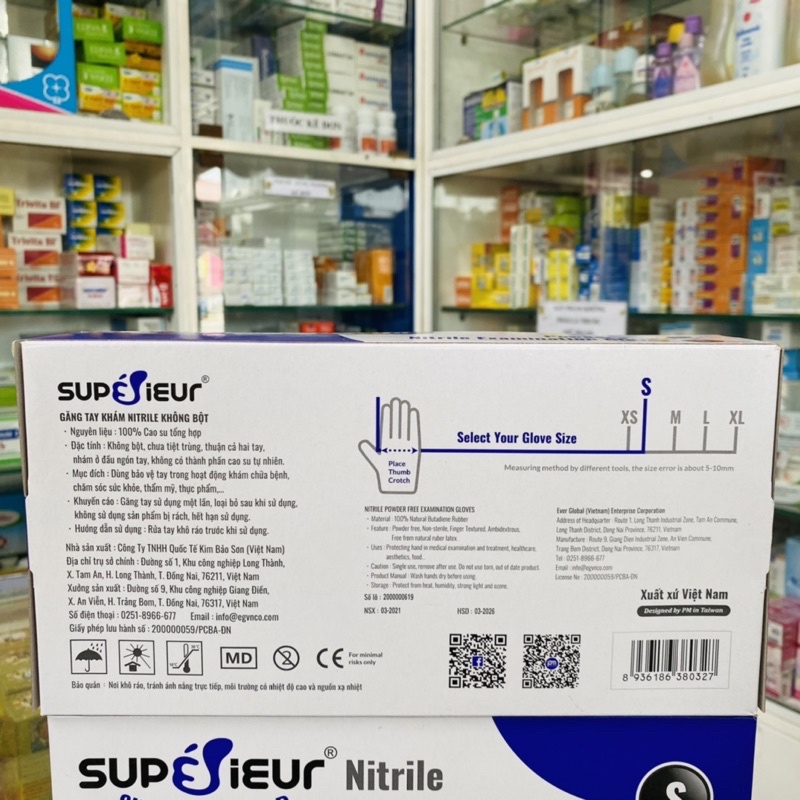 THUỐC KÊ ĐƠN
Trivita BF
Trivita BF
Nitrile Examination
SUPÉSIEUR®
GĂNG TAY KHÁM NITRILE KHÔNG BỘT
- Nguyên liệu : 100% Cao su tổng hợp
- Đặc tính : Không bột, chưa tiệt trùng, thuận cả hai tay,
nhám ở đầu ngón tay, không có thành phần cao su tự nhiên.
- Mục đích : Dùng bảo vệ tay trong hoạt động khám chữa bệnh,
chăm sóc sức khỏe, thẩm mỹ, thực phẩm,...
- Khuyến cáo : Găng tay sử dụng một lần, loại bỏ sau khi sử dụng,
không sử dụng sản phẩm bị rách, hết hạn sử dụng.
- Hướng dẫn sử dụng : Rửa tay khô ráo trước khi sử dụng.
Nhà sản xuất : Công Ty TNHH Quốc Tế Kim Bảo Sơn (Việt Nam)
Địa chỉ trụ sở chính : Đường số 1, Khu công nghiệp Long Thành,
X. Tam An, H. Long Thành, T. Đồng Nai, 76211, Việt Nam
Xưởng sản xuất : Đường số 9, Khu công nghiệp Giang Điền,
X. An Viễn, H. Trảng Bom, T. Đồng Nai, 76317, Việt Nam
Số điện thoại : 0251-8966-677 Email : info@egvnco.com
Giấy phép lưu hành số : 200000059/PCBA-ĐN
MD
2
CE
For minimal
risks only
Bảo quản : Nơi khô ráo, tránh ánh nắng trực tiếp, môi trường có nhiệt độ cao và nguồn xạ nhiệt
Place
Thumb
Crotch
Select Your Glove Size
XS S M L XL
Measuring method by different tools, the size error is about 5-10mm
NITRILE POWDER FREE EXAMINATION GLOVES
- Material : 100% Natural Butadiene Rubber
- Feature : Powder free, Non-sterile, Finger Textured, Ambidextrous,
Free from natural ruber latex.
- Uses : Protecting hand in medical examination and treatment, healthcare,
aesthetics, food...
- Caution : Single use, remove after use. Do not use torn, out of date product.
- Product Manual : Wash hands dry before using.
- Storage : Protect from heat, humidity, strong light and ozone.
Số lô : 2000000619
NSX : 03-2021 HSD : 03-2026
Ever Global (Vietnam) Enterprise Corporation
Address of Headquarter : Route 1, Long Thanh Industrial Zone, Tam An Commune,
Long Thanh District, Dong Nai Province, 76211, Vietnam
Manufacture : Route 9, Giang Dien Industrial Zone, An Vien Commune,
Trang Bom District, Dong Nai Province, 76317, Vietnam
Tel : 0251-8966-677
Email : info@egvnco.com
License No : 200000059/PCBA-ĐN
Xuất xứ Việt Nam
Designed by PM in Taiwan
8 936186 380327
SUPÉSIEUR® Nitrile
S